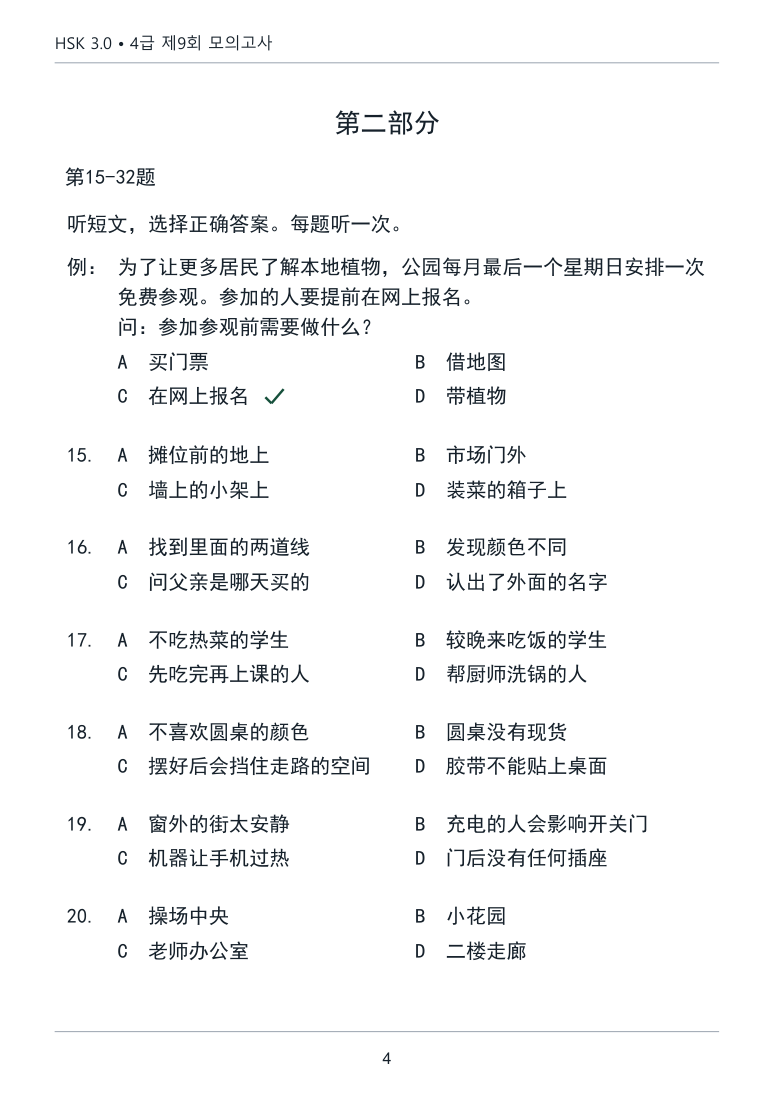 HSK 3.0 • 4급 제9회 모의고사
第二部分
第15-32题
听短文，选择正确答案。每题听一次。
例： 为了让更多居民了解本地植物，公园每月最后一个星期日安排一次
免费参观。参加的人要提前在网上报名。
问：参加参观前需要做什么？
A 买门票 B 借地图
C 在网上报名 ✓ D 带植物
15. A 摊位前的地上 B 市场门外
C 墙上的小架上 D 装菜的箱子上
16. A 找到里面的两道线 B 发现颜色不同
C 问父亲是哪天买的 D 认出了外面的名字
17. A 不吃热菜的学生 B 较晚来吃饭的学生
C 先吃完再上课的人 D 帮厨师洗锅的人
18. A 不喜欢圆桌的颜色 B 圆桌没有现货
C 摆好后会挡住走路的空间 D 胶带不能贴上桌面
19. A 窗外的街太安静 B 充电的人会影响开关门
C 机器让手机过热 D 门后没有任何插座
20. A 操场中央 B 小花园
C 老师办公室 D 二楼走廊
4